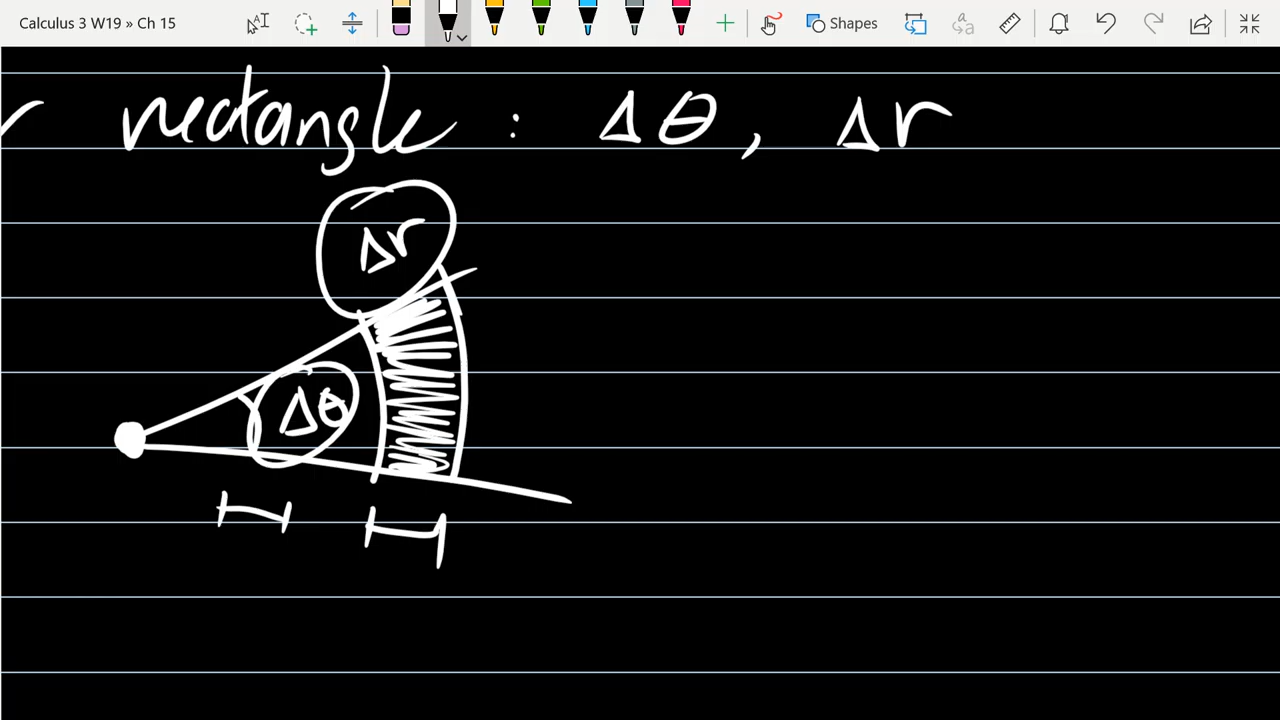 Calculus 3 W19 » Ch 15
Shapes
r rectangle : Δθ, Δr
Δr
Δθ